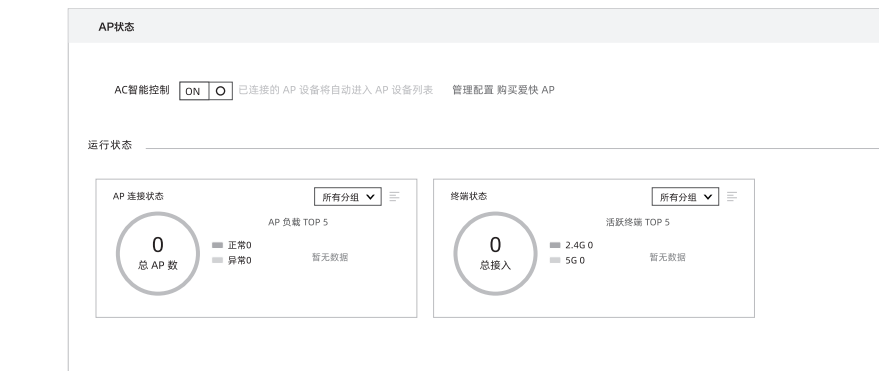 AP状态
AC智能控制 ON 已连接的 AP 设备将自动进入 AP 设备列表 管理配置 购买爱快 AP
运行状态
AP 连接状态 所有分组
AP 负载 TOP 5
0
总 AP 数
正常0
异常0
暂无数据
终端状态 所有分组
活跃终端 TOP 5
0
总接入
2.4G 0
5G 0
暂无数据